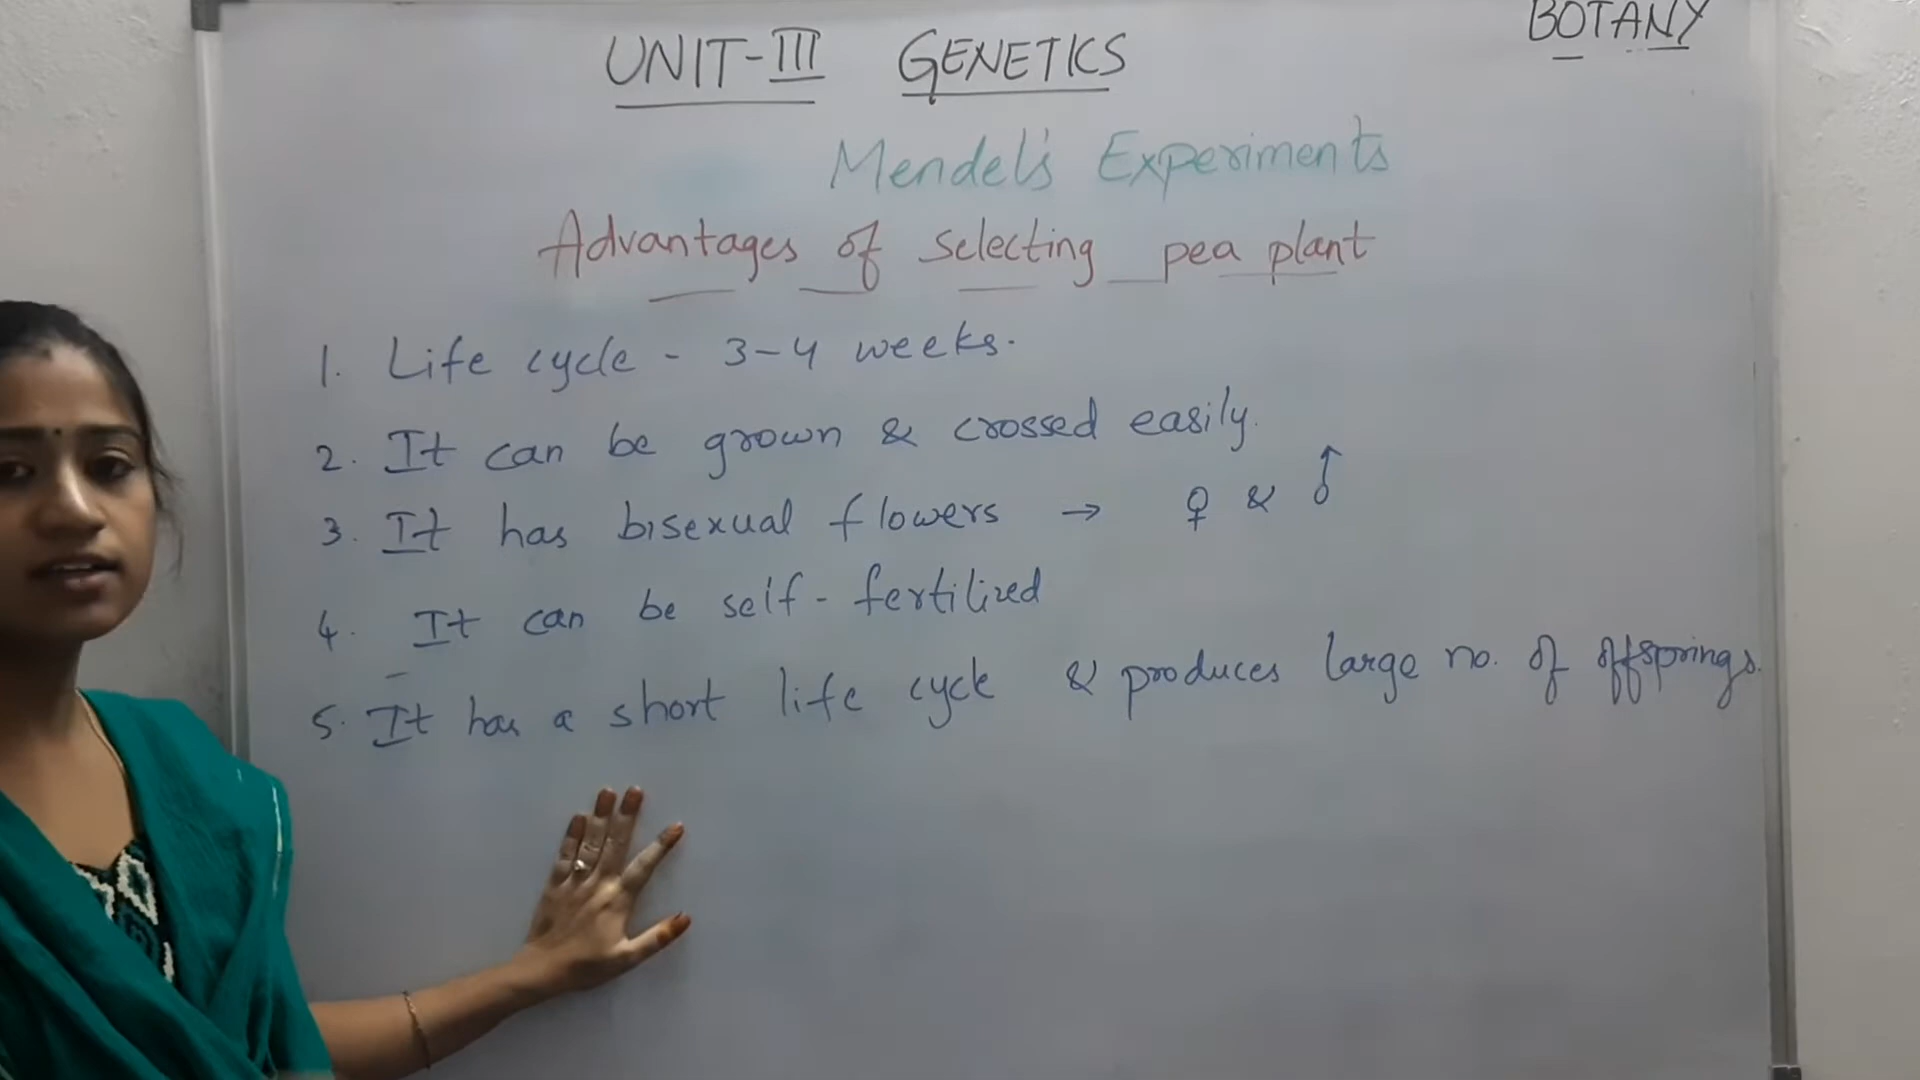 BOTANY
UNIT-III GENETICS
Mendel's Experiments
Advantages of Selecting pea plant
1. Life cycle - 3-4 weeks.
2. It can be grown & crossed easily.
3. It has bisexual flowers → ♀ & ♂
4. It can be self-fertilized
5. It has a short life cycle & produces large no. of offsprings.